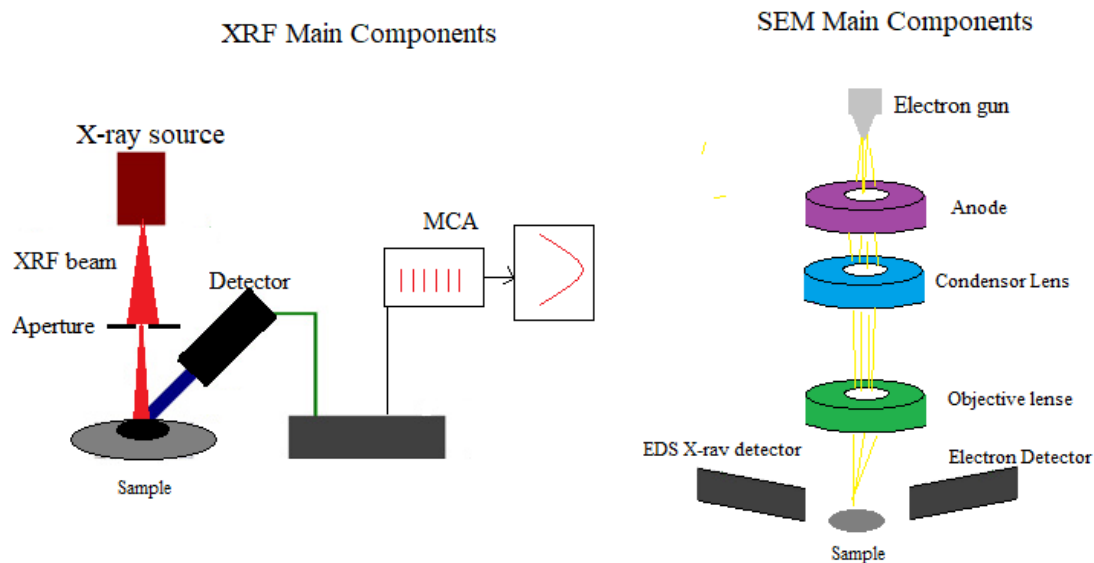 XRF Main Components
X-ray source
XRF beam
Aperture
Detector
MCA
Sample
SEM Main Components
Electron gun
Anode
Condensor Lens
Objective lense
EDS X-rav detector
Electron Detector
Sample